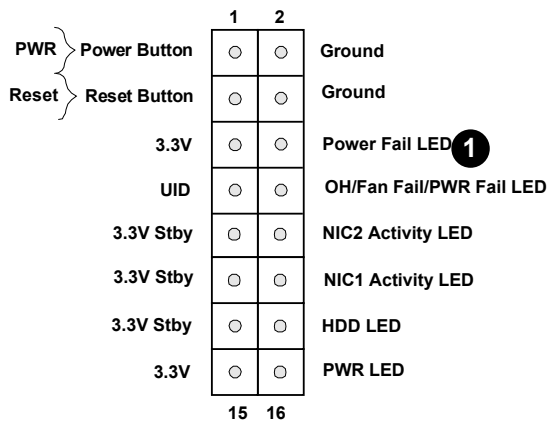 1 2
PWR Power Button Ground
Reset Reset Button Ground
3.3V Power Fail LED 1
UID OH/Fan Fail/PWR Fail LED
3.3V Stby NIC2 Activity LED
3.3V Stby NIC1 Activity LED
3.3V Stby HDD LED
3.3V PWR LED
15 16